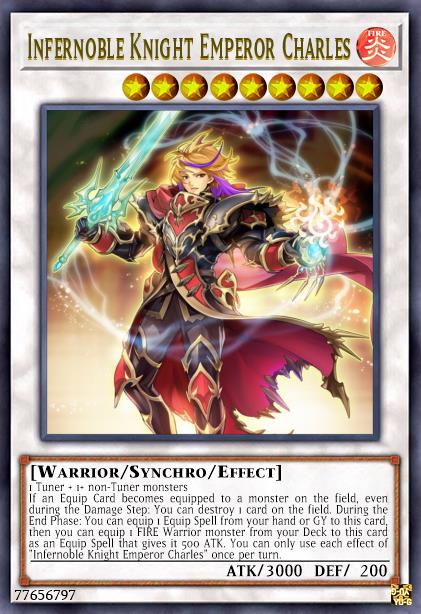 INFERNOBLE KNIGHT EMPEROR CHARLES
FIRE
炎
[WARRIOR/SYNCHRO/EFFECT]
1 Tuner + 1+ non-Tuner monsters
If an Equip Card becomes equipped to a monster on the field, even
during the Damage Step: You can destroy 1 card on the field. During the
End Phase: You can equip 1 Equip Spell from your hand or GY to this card,
then you can equip 1 FIRE Warrior monster from your Deck to this card
as an Equip Spell that gives it 500 ATK. You can only use each effect of
"Infernoble Knight Emperor Charles" once per turn.
ATK/3000 DEF/ 200
77656797